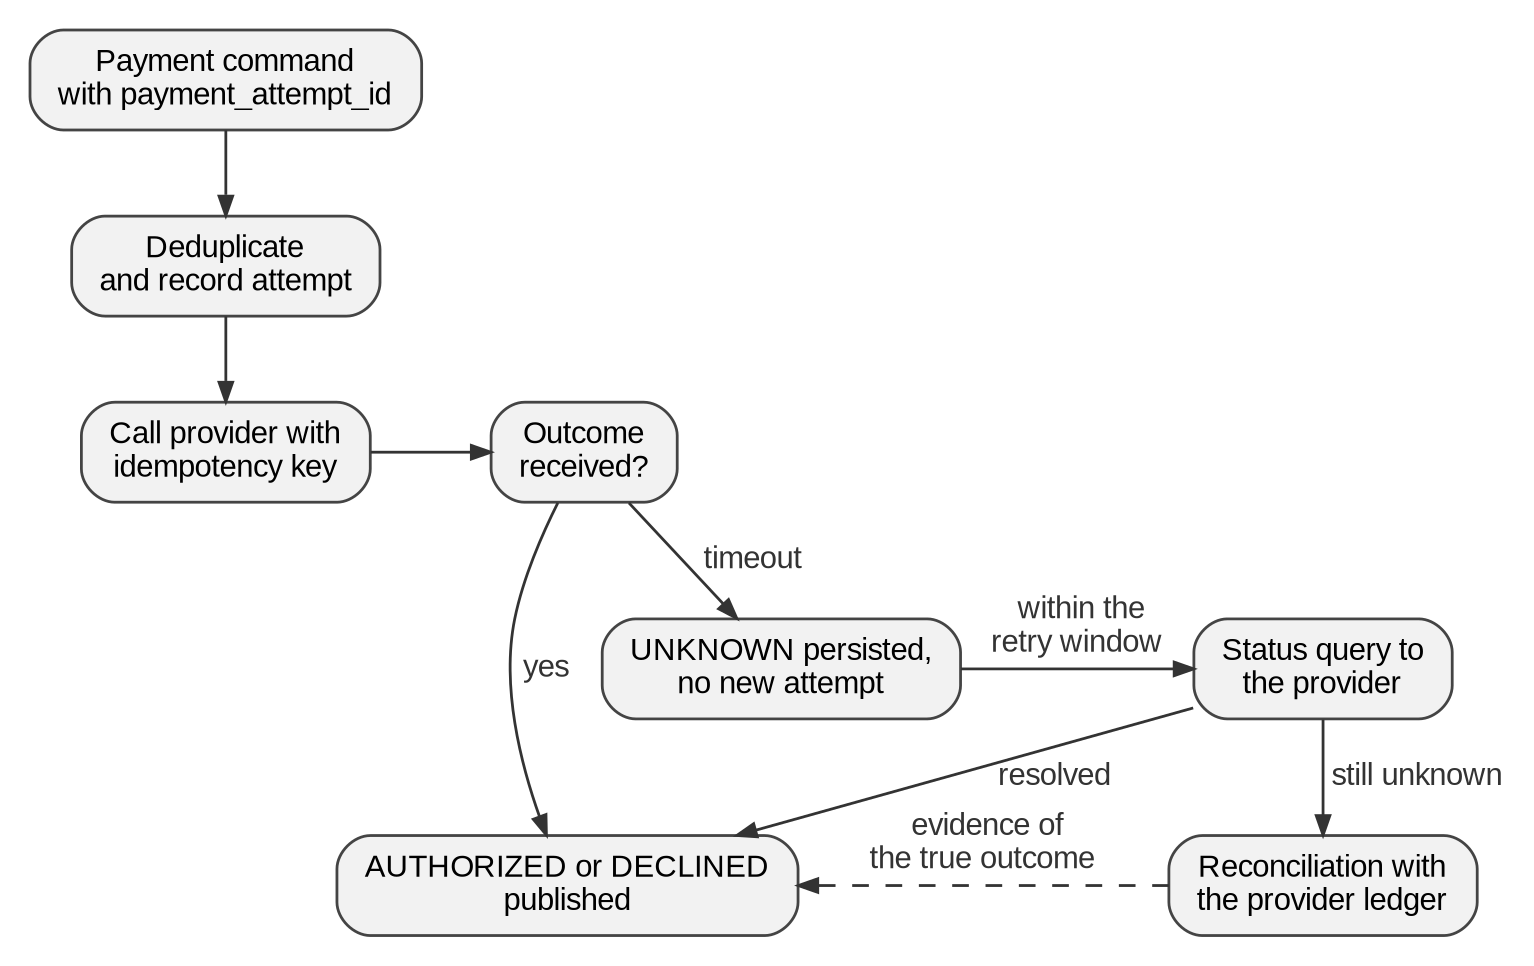 Payment command
with payment_attempt_id
Deduplicate
and record attempt
Call provider with
idempotency key
Outcome
received?
timeout
yes
UNKNOWN persisted,
no new attempt
within the
retry window
Status query to
the provider
resolved
still unknown
evidence of
the true outcome
AUTHORIZED or DECLINED
published
Reconciliation with
the provider ledger